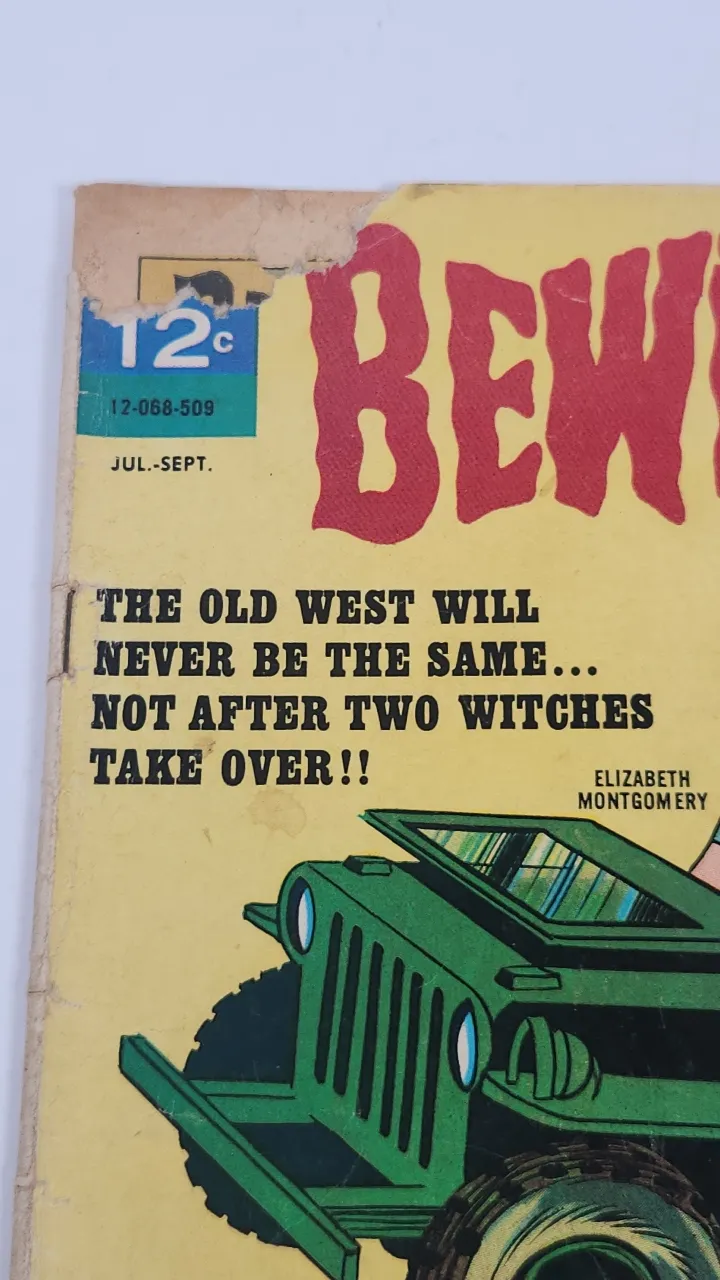 12c
12-068-509
JUL.-SEPT.
BEW
THE OLD WEST WILL
NEVER BE THE SAME...
NOT AFTER TWO WITCHES
TAKE OVER!!
ELIZABETH
MONTGOMERY